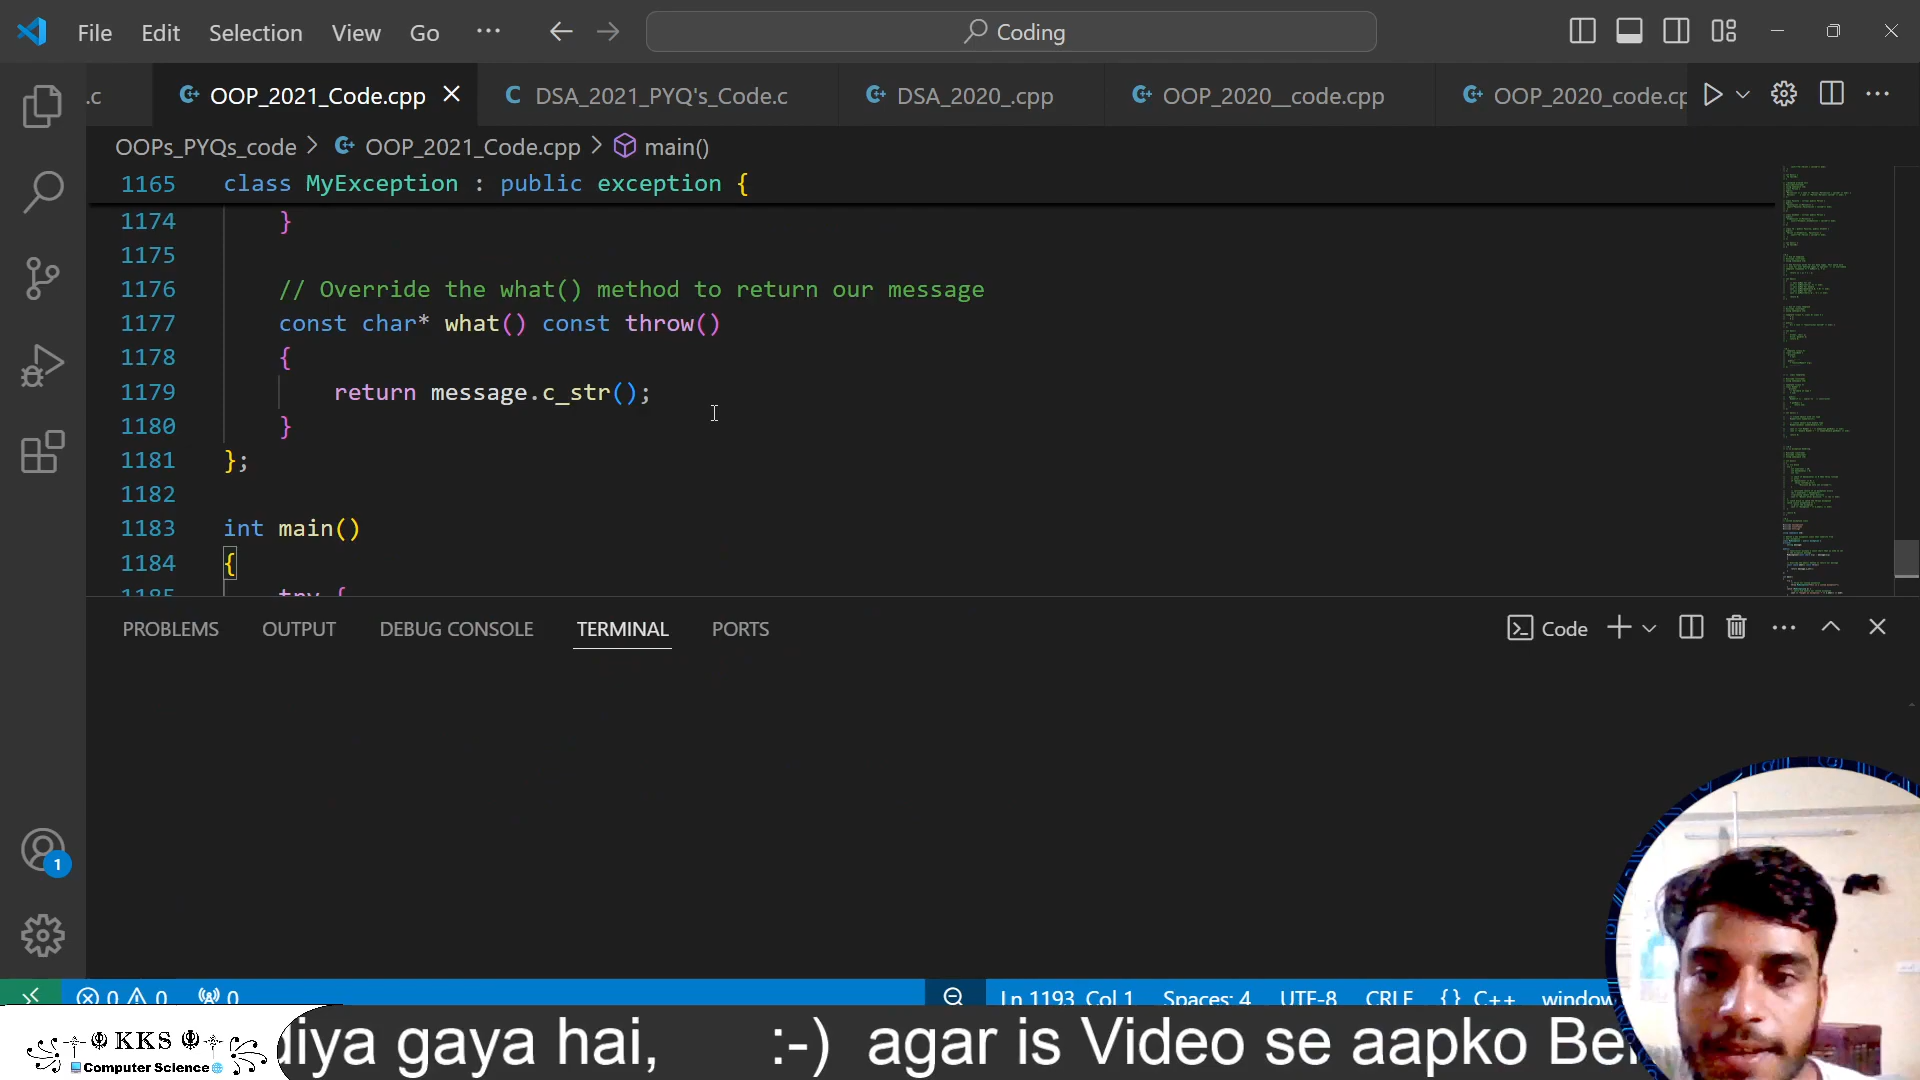 File Edit Selection View Go ··· Coding
.c OOP_2021_Code.cpp DSA_2021_PYQ's_Code.c DSA_2020_.cpp OOP_2020__code.cpp OOP_2020_code.cp
OOPs_PYQs_code > OOP_2021_Code.cpp > main()
1165 class MyException : public exception {
1174 }
1175
1176 // Override the what() method to return our message
1177 const char* what() const throw()
1178 {
1179 return message.c_str();
1180 }
1181 };
1182
1183 int main()
1184 {
1185 try {
PROBLEMS OUTPUT DEBUG CONSOLE TERMINAL PORTS Code
1
0 0 0 Ln 1193, Col 1 Spaces: 4 UTF-8 CRLF {} C++ window
KKS
Computer Science
diya gaya hai, :-) agar is Video se aapko Be